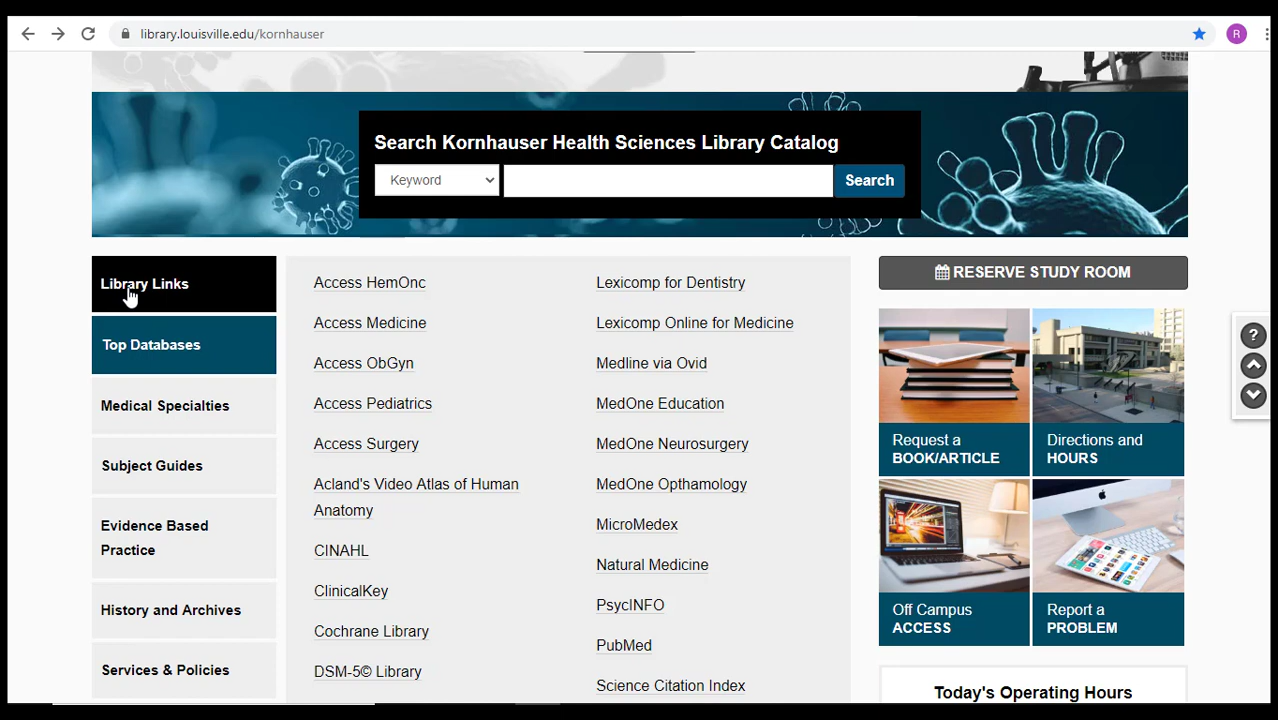 library.louisville.edu/kornhauser
R
Search Kornhauser Health Sciences Library Catalog
Keyword
Search
Library Links
Top Databases
Medical Specialties
Subject Guides
Evidence Based
Practice
History and Archives
Services & Policies
Access HemOnc
Access Medicine
Access ObGyn
Access Pediatrics
Access Surgery
Acland's Video Atlas of Human
Anatomy
CINAHL
ClinicalKey
Cochrane Library
DSM-5© Library
Lexicomp for Dentistry
Lexicomp Online for Medicine
Medline via Ovid
MedOne Education
MedOne Neurosurgery
MedOne Opthamology
MicroMedex
Natural Medicine
PsycINFO
PubMed
Science Citation Index
RESERVE STUDY ROOM
Request a
BOOK/ARTICLE
Directions and
HOURS
Off Campus
ACCESS
Report a
PROBLEM
Today's Operating Hours
?